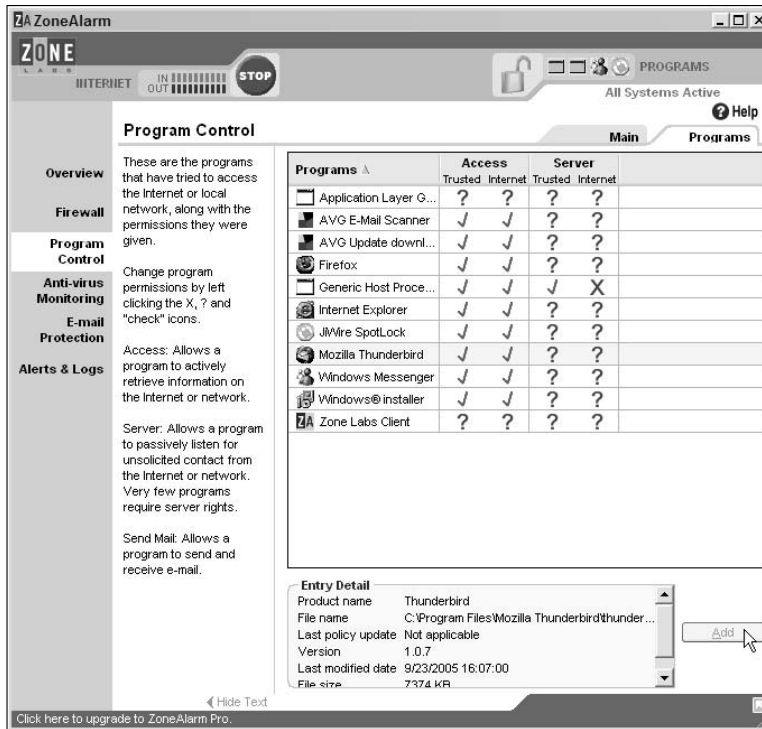 ZA ZoneAlarm
ZONE
LABS
INTERNET
IN
OUT
STOP
PROGRAMS
All Systems Active
? Help
Program Control
Main
Programs
Overview
Firewall
Program
Control
Anti-virus
Monitoring
E-mail
Protection
Alerts & Logs
These are the programs
that have tried to access
the Internet or local
network, along with the
permissions they were
given.
Change program
permissions by left
clicking the X, ? and
"check" icons.
Access: Allows a
program to actively
retrieve information on
the Internet or network.
Server: Allows a program
to passively listen for
unsolicited contact from
the Internet or network.
Very few programs
require server rights.
Send Mail: Allows a
program to send and
receive e-mail.
Programs Access Server
Trusted Internet Trusted Internet
Application Layer G... ? ? ? ?
AVG E-Mail Scanner √ √ ? ?
AVG Update downl... √ √ ? ?
Firefox √ √ ? ?
Generic Host Proce... √ √ √ X
Internet Explorer √ √ ? ?
JiWire SpotLock √ √ ? ?
Mozilla Thunderbird √ √ ? ?
Windows Messenger √ √ ? ?
Windows® installer √ √ ? ?
ZA Zone Labs Client ? ? ? ?
Entry Detail
Product name Thunderbird
File name C:\Program Files\Mozilla Thunderbird\thunder...
Last policy update Not applicable
Version 1.0.7
Last modified date 9/23/2005 16:07:00
File size 7374 KB
Add
Hide Text
Click here to upgrade to ZoneAlarm Pro.